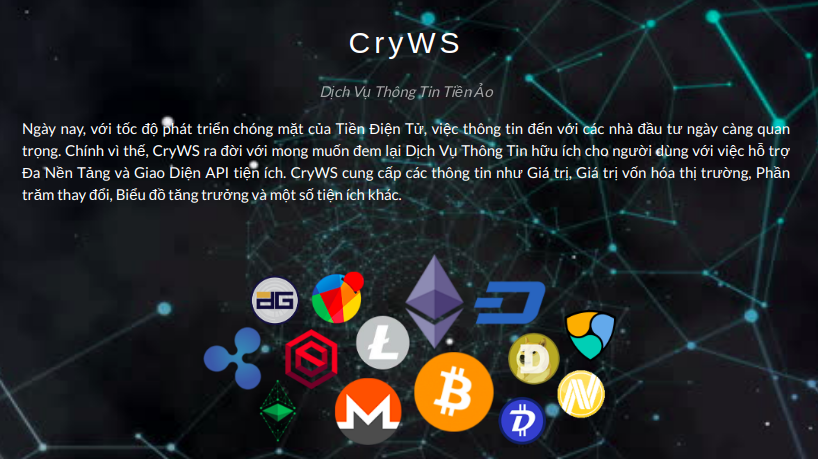 CryWS
Dịch Vụ Thông Tin Tiền Ảo
Ngày nay, với tốc độ phát triển chóng mặt của Tiền Điện Tử, việc thông tin đến với các nhà đầu tư ngày càng quan
trọng. Chính vì thế, CryWS ra đời với mong muốn đem lại Dịch Vụ Thông Tin hữu ích cho người dùng với việc hỗ trợ
Đa Nền Tảng và Giao Diện API tiện ích. CryWS cung cấp các thông tin như Giá trị, Giá trị vốn hóa thị trường, Phần
trăm thay đổi, Biểu đồ tăng trưởng và một số tiện ích khác.